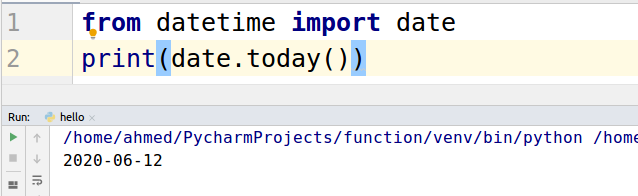 1 from datetime import date
2 print(date.today())
Run: hello ×
/home/ahmed/PycharmProjects/function/venv/bin/python /home
2020-06-12